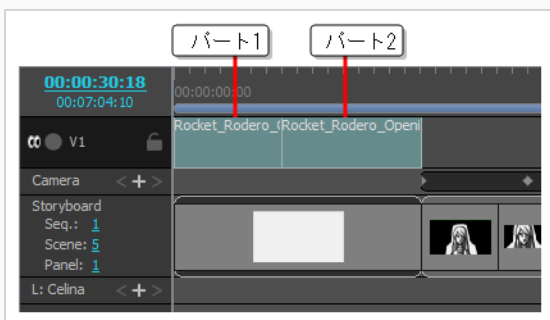 パート1
パート2
00:00:30:18
00:00:00:00
00:07:04:10
Rocket_Rodero_(
Rocket_Rodero_Openi
V1
Camera
Storyboard
Seq.: 1
Scene: 5
Panel: 1
L: Celina